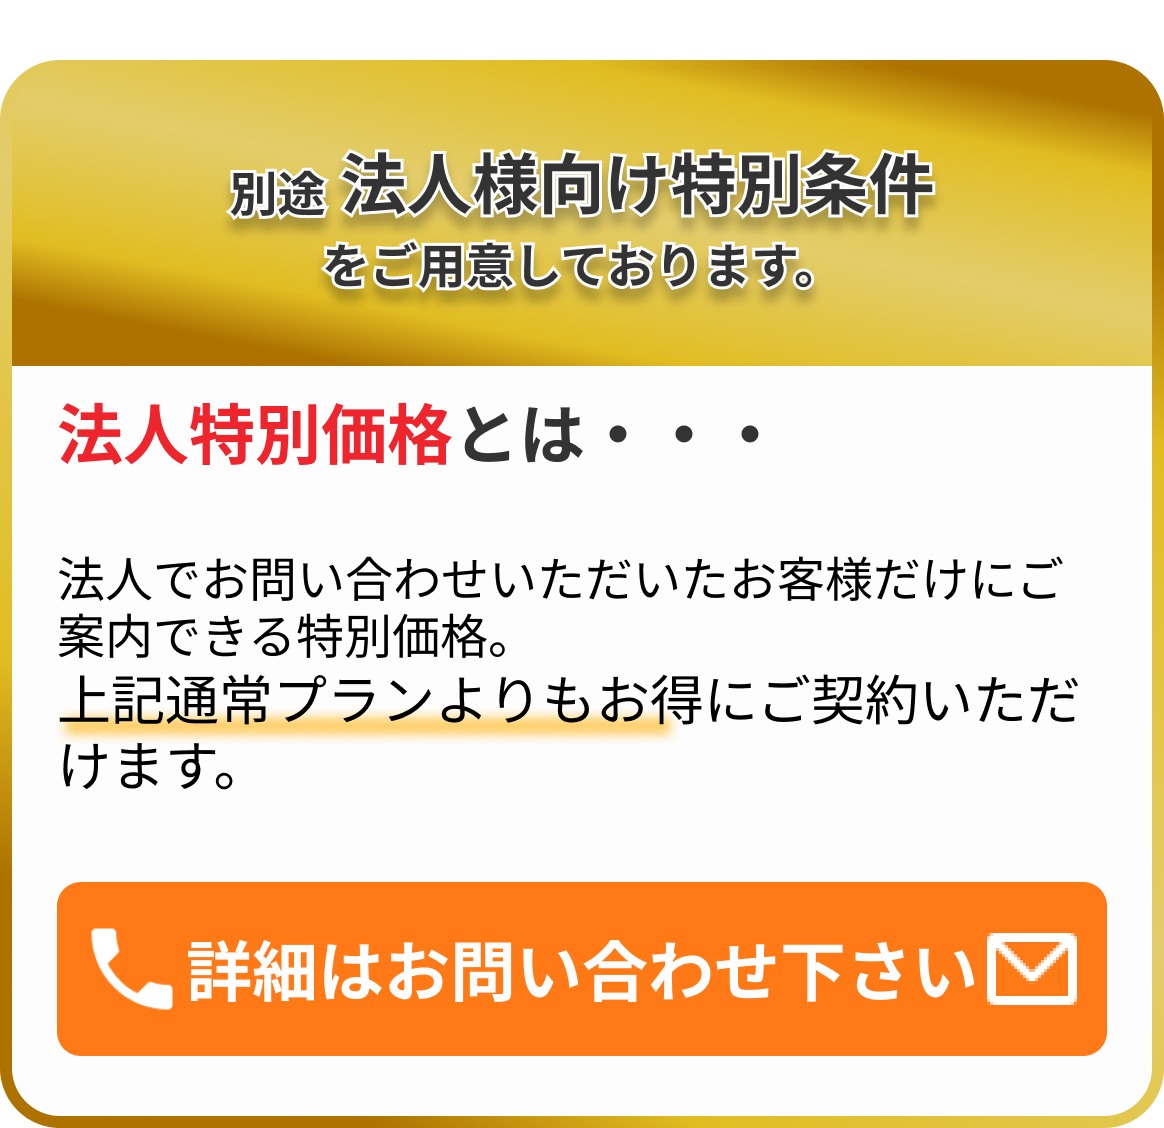 別途 法人様向け特別条件
をご用意しております。
法人特別価格とは・・・
法人でお問い合わせいただいたお客様だけにご
案内できる特別価格。
上記通常プランよりもお得にご契約いただ
けます。
詳細はお問い合わせ下さい